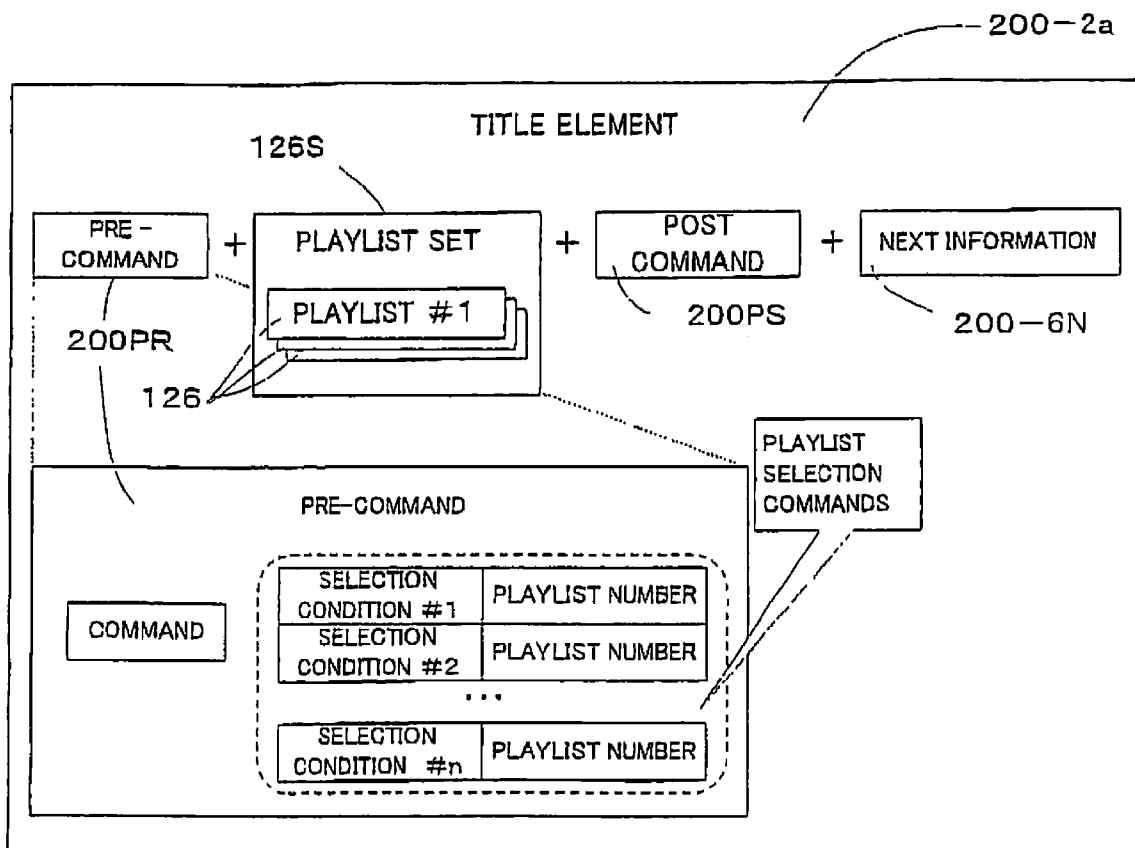 200-2a
TITLE ELEMENT
126S
PRE-
COMMAND
+
PLAYLIST SET
PLAYLIST #1
+
POST
COMMAND
+
NEXT INFORMATION
200PR
126
200PS
200-6N
PLAYLIST
SELECTION
COMMANDS
PRE-COMMAND
COMMAND
SELECTION
CONDITION #1
PLAYLIST NUMBER
SELECTION
CONDITION #2
PLAYLIST NUMBER
...
SELECTION
CONDITION #n
PLAYLIST NUMBER